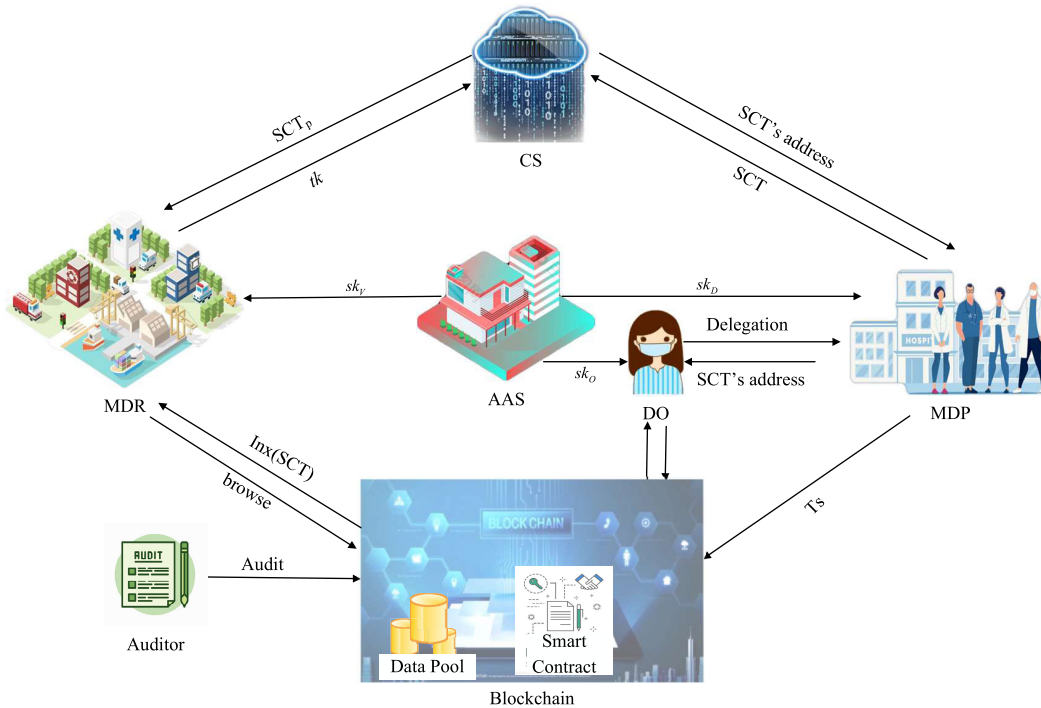 CS
SCT_p
tk
SCT's address
SCT
sk_V
sk_D
HOSPI
Delegation
sk_O
SCT's address
MDR
AAS
DO
MDP
Inx(SCT)
browse
Ts
BLOCKCHAIN
AUDIT
Audit
Auditor
Smart
Contract
Data Pool
Blockchain